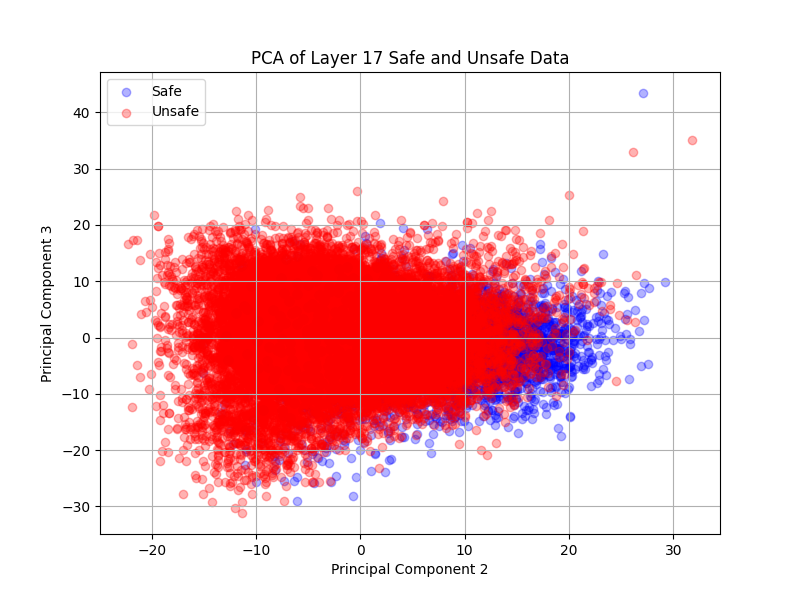 PCA of Layer 17 Safe and Unsafe Data
Safe
Unsafe
40
30
20
10
0
−10
−20
−30
Principal Component 3
−20
−10
0
10
20
30
Principal Component 2